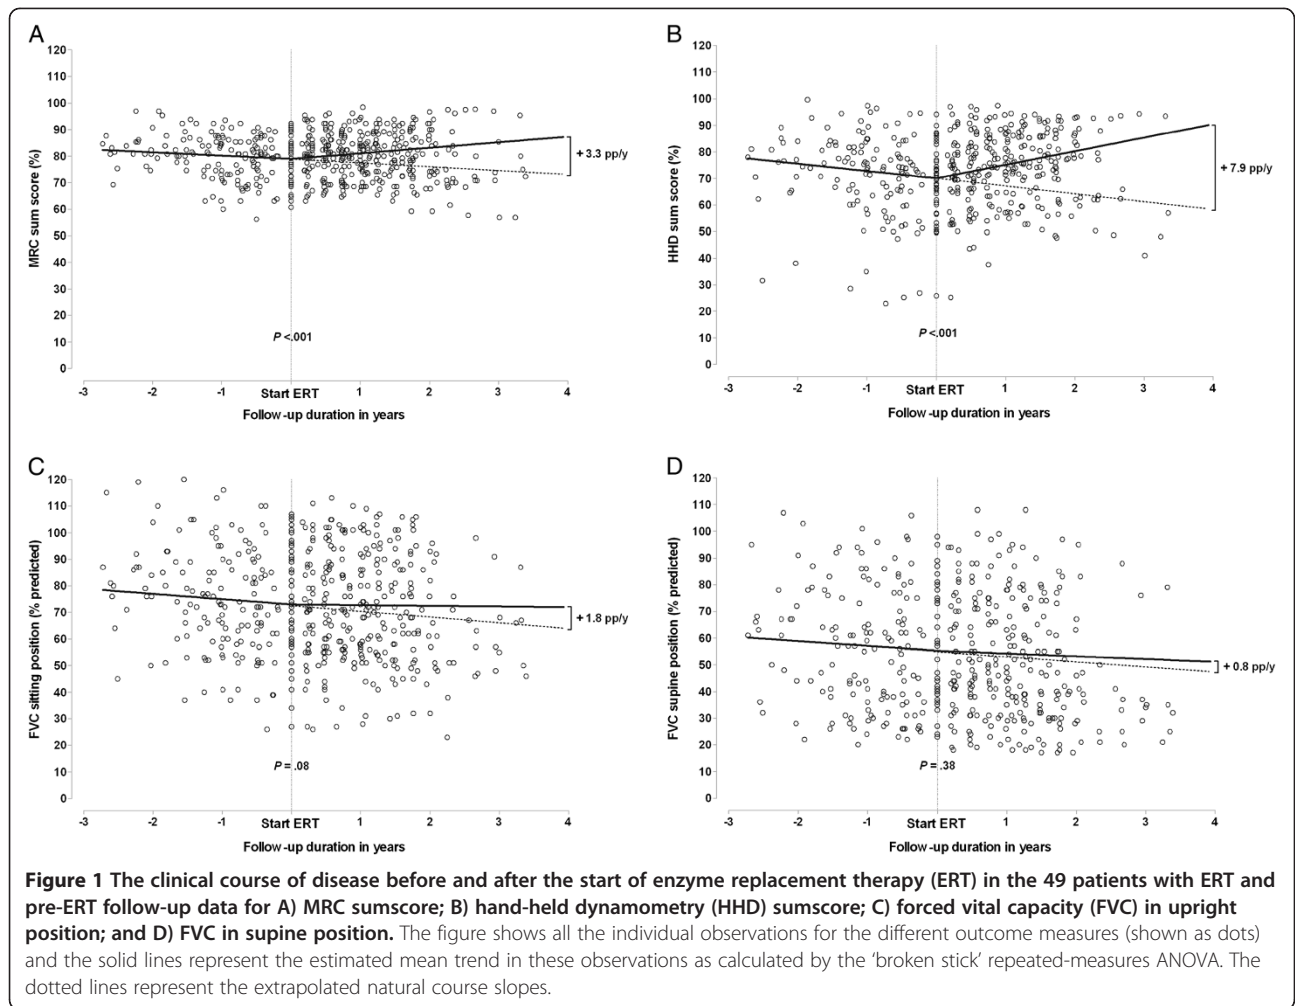 A
120
110
100
90
80
70
60
50
40
30
20
10
0
MRC sum score (%)
+ 3.3 pp/y
P <.001
-3 -2 -1 Start ERT 1 2 3 4
Follow-up duration in years
B
120
110
100
90
80
70
60
50
40
30
20
10
0
HHD sum score (%)
+ 7.9 pp/y
P <.001
-3 -2 -1 Start ERT 1 2 3 4
Follow-up duration in years
C
120
110
100
90
80
70
60
50
40
30
20
10
0
FVC sitting position (% predicted)
+ 1.8 pp/y
P = .08
-3 -2 -1 0 1 2 3 4
Start ERT
Follow-up duration in years
D
120
110
100
90
80
70
60
50
40
30
20
10
0
FVC supine position (% predicted)
+ 0.8 pp/y
P = .38
-3 -2 -1 0 1 2 3 4
Start ERT
Follow-up duration in years
Figure 1 The clinical course of disease before and after the start of enzyme replacement therapy (ERT) in the 49 patients with ERT and
pre-ERT follow-up data for A) MRC sumscore; B) hand-held dynamometry (HHD) sumscore; C) forced vital capacity (FVC) in upright
position; and D) FVC in supine position. The figure shows all the individual observations for the different outcome measures (shown as dots)
and the solid lines represent the estimated mean trend in these observations as calculated by the ‘broken stick’ repeated-measures ANOVA. The
dotted lines represent the extrapolated natural course slopes.